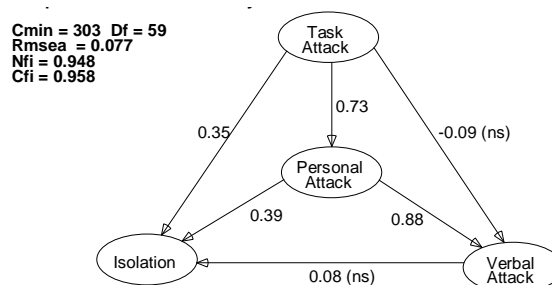 Cmin = 303 Df = 59
Rmsea = 0.077
Nfi = 0.948
Cfi = 0.958
Task
Attack
0.35
0.73
-0.09 (ns)
Personal
Attack
0.39
0.88
Isolation
0.08 (ns)
Verbal
Attack